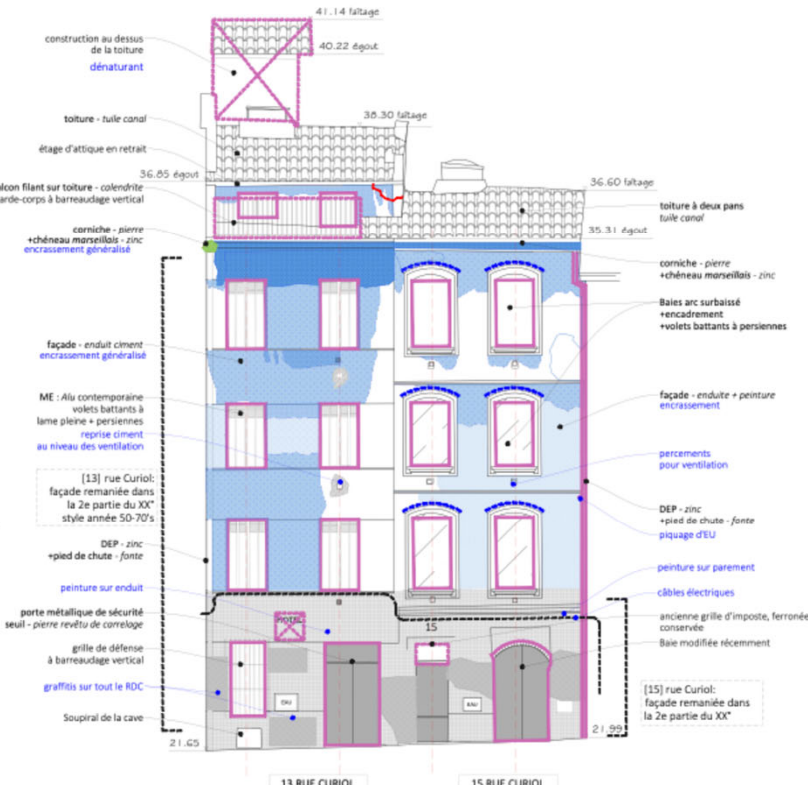 41.14 faîtage
construction au dessus
de la toiture
dénaturant
40.22 égout
toiture - tuile canal
38.30 faîtage
étage d'attique en retrait
36.85 égout
alcon filant sur toiture - calendrite
arde-corps à barreaudage vertical
corniche - pierre
+chéneau marseillais - zinc
encrassement généralisé
façade - enduit ciment
encrassement généralisé
ME : Alu contemporaine
volets battants à
lame pleine + persiennes
reprise ciment
au niveau des ventilation
[13] rue Curiol:
façade remaniée dans
la 2e partie du XX°
style année 50-70's
DEP - zinc
+pied de chute - fonte
peinture sur enduit
porte métallique de sécurité
seuil - pierre revêtu de carrelage
grille de défense
à barreaudage vertical
graffitis sur tout le RDC
Soupiral de la cave
21.65
HOTEL
EAU
15
EAU
36.60 faîtage
toiture à deux pans
tuile canal
35.31 égout
corniche - pierre
+chéneau marseillais - zinc
Baies arc surbaissé
+encadrement
+volets battants à persiennes
façade - enduite + peinture
encrassement
percements
pour ventilation
DEP - zinc
+pied de chute - fonte
piquage d'EU
peinture sur parement
câbles électriques
ancienne grille d'imposte, ferronée
conservée
Baie modifiée récemment
[15] rue Curiol:
façade remaniée dans
la 2e partie du XX°
21.99
13 RUE CURIOL
15 RUE CURIOL